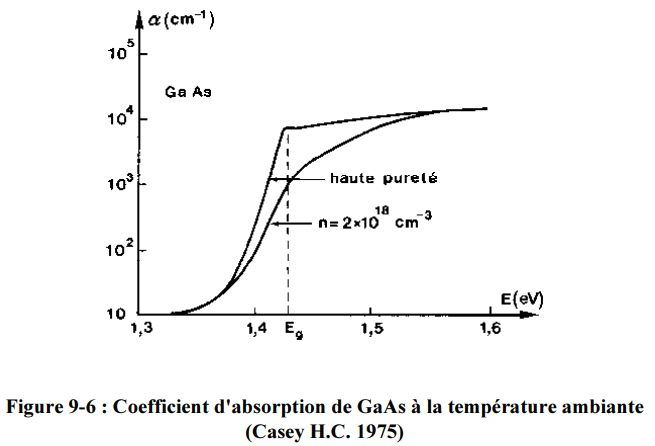 α(cm⁻¹)
10⁵
Ga As
10⁴
haute pureté
10³
n=2×10¹⁸ cm⁻³
10²
10
E(eV)
1,3
1,4
Eg
1,5
1,6
Figure 9-6 : Coefficient d'absorption de GaAs à la température ambiante
(Casey H.C. 1975)